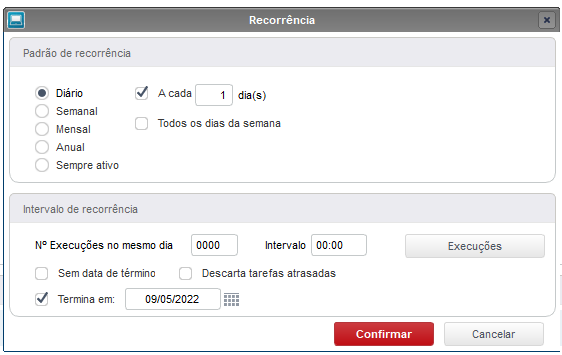 Recorrência
Padrão de recorrência
Diário
A cada 1 dia(s)
Semanal
Todos os dias da semana
Mensal
Anual
Sempre ativo
Intervalo de recorrência
Nº Execuções no mesmo dia 0000 Intervalo 00:00 Execuções
Sem data de término Descarta tarefas atrasadas
Termina em: 09/05/2022
Confirmar Cancelar